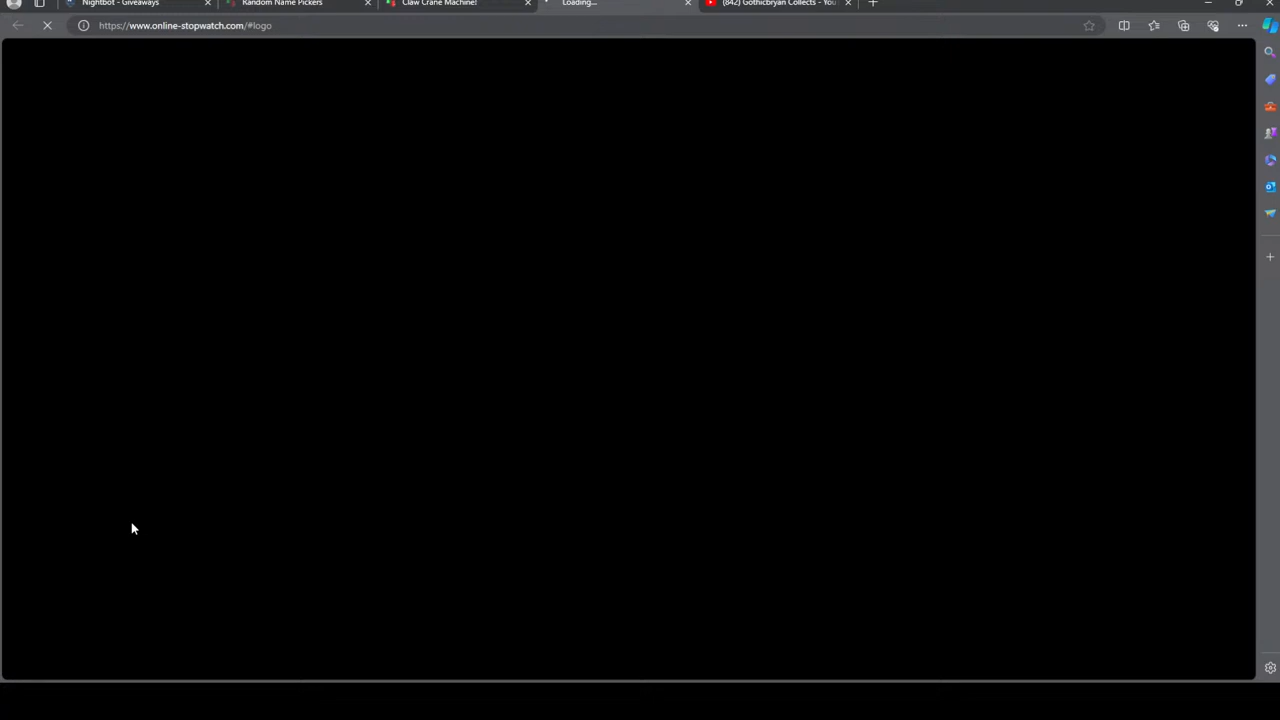 Nightbot - Giveaways
Random Name Pickers
Claw Crane Machine!
Loading...
(842) Gothicbryan Collects - You
https://www.online-stopwatch.com/#logo